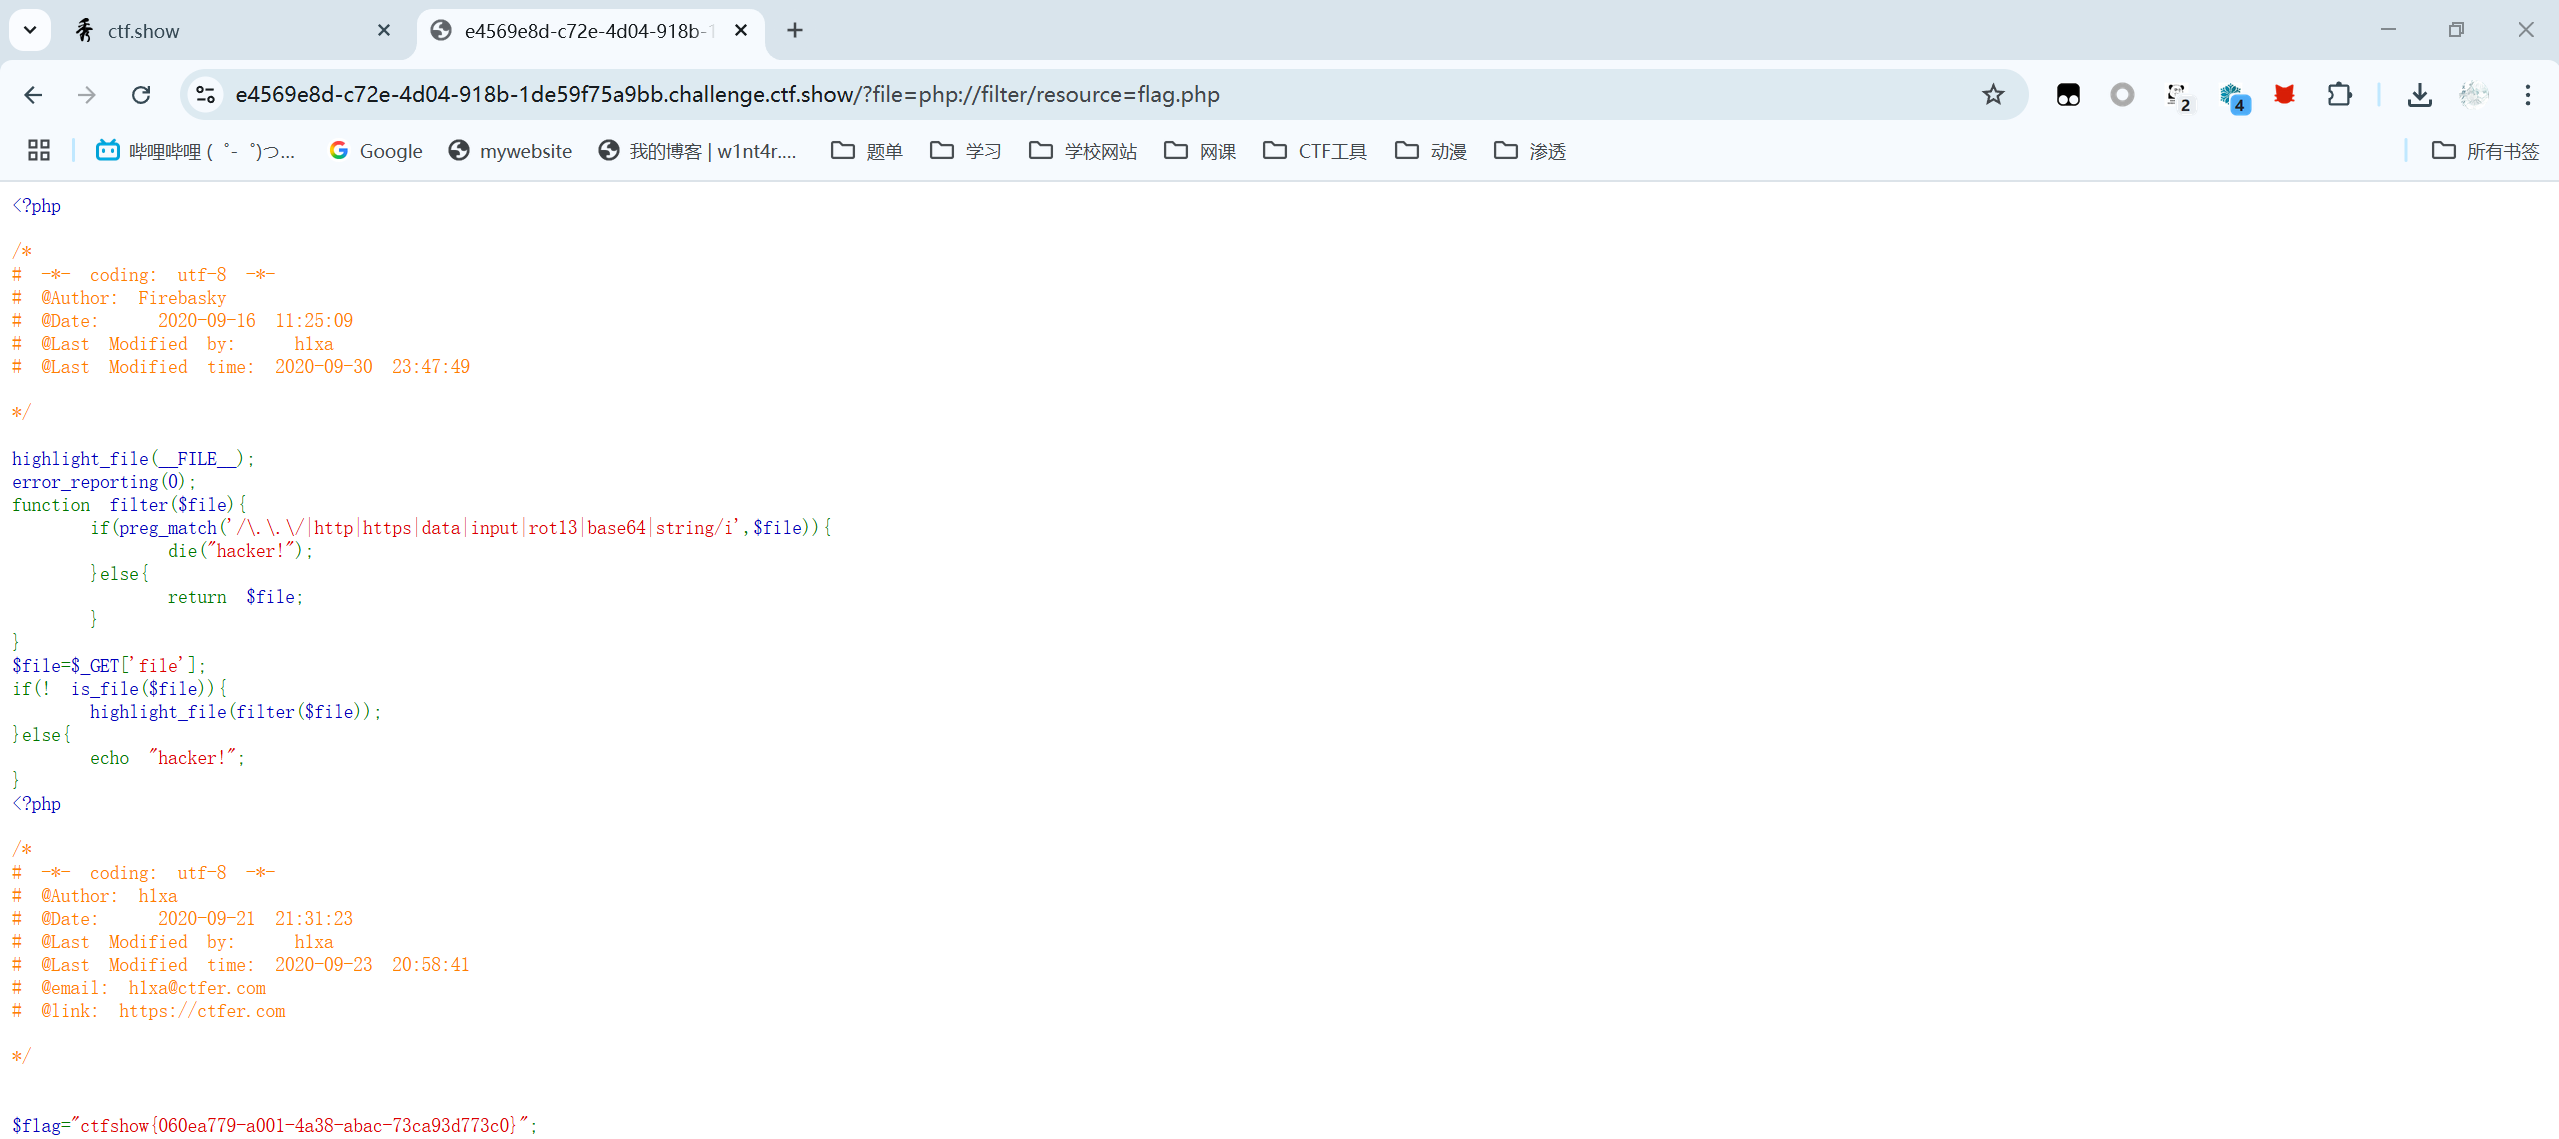 ctf.show
e4569e8d-c72e-4d04-918b-1
e4569e8d-c72e-4d04-918b-1de59f75a9bb.challenge.ctf.show/?file=php://filter/resource=flag.php
2
4
哔哩哔哩 ( ゜- ゜)つ...
Google
mywebsite
我的博客 | w1nt4r....
题单
学习
学校网站
网课
CTF工具
动漫
渗透
所有书签
<?php
/*
# -*- coding: utf-8 -*-
# @Author: Firebasky
# @Date:   2020-09-16 11:25:09
# @Last Modified by:   h1xa
# @Last Modified time: 2020-09-30 23:47:49
*/
highlight_file(__FILE__);
error_reporting(0);
function filter($file){
    if(preg_match('/\.\.\/|http|https|data|input|rot13|base64|string/i',$file)){
        die("hacker!");
    }else{
        return $file;
    }
}
$file=$_GET['file'];
if(! is_file($file)){
    highlight_file(filter($file));
}else{
    echo "hacker!";
}
<?php
/*
# -*- coding: utf-8 -*-
# @Author: h1xa
# @Date:   2020-09-21 21:31:23
# @Last Modified by:   h1xa
# @Last Modified time: 2020-09-23 20:58:41
# @email: h1xa@ctfer.com
# @link: https://ctfer.com
*/
$flag="ctfshow{060ea779-a001-4a38-abac-73ca93d773c0}";